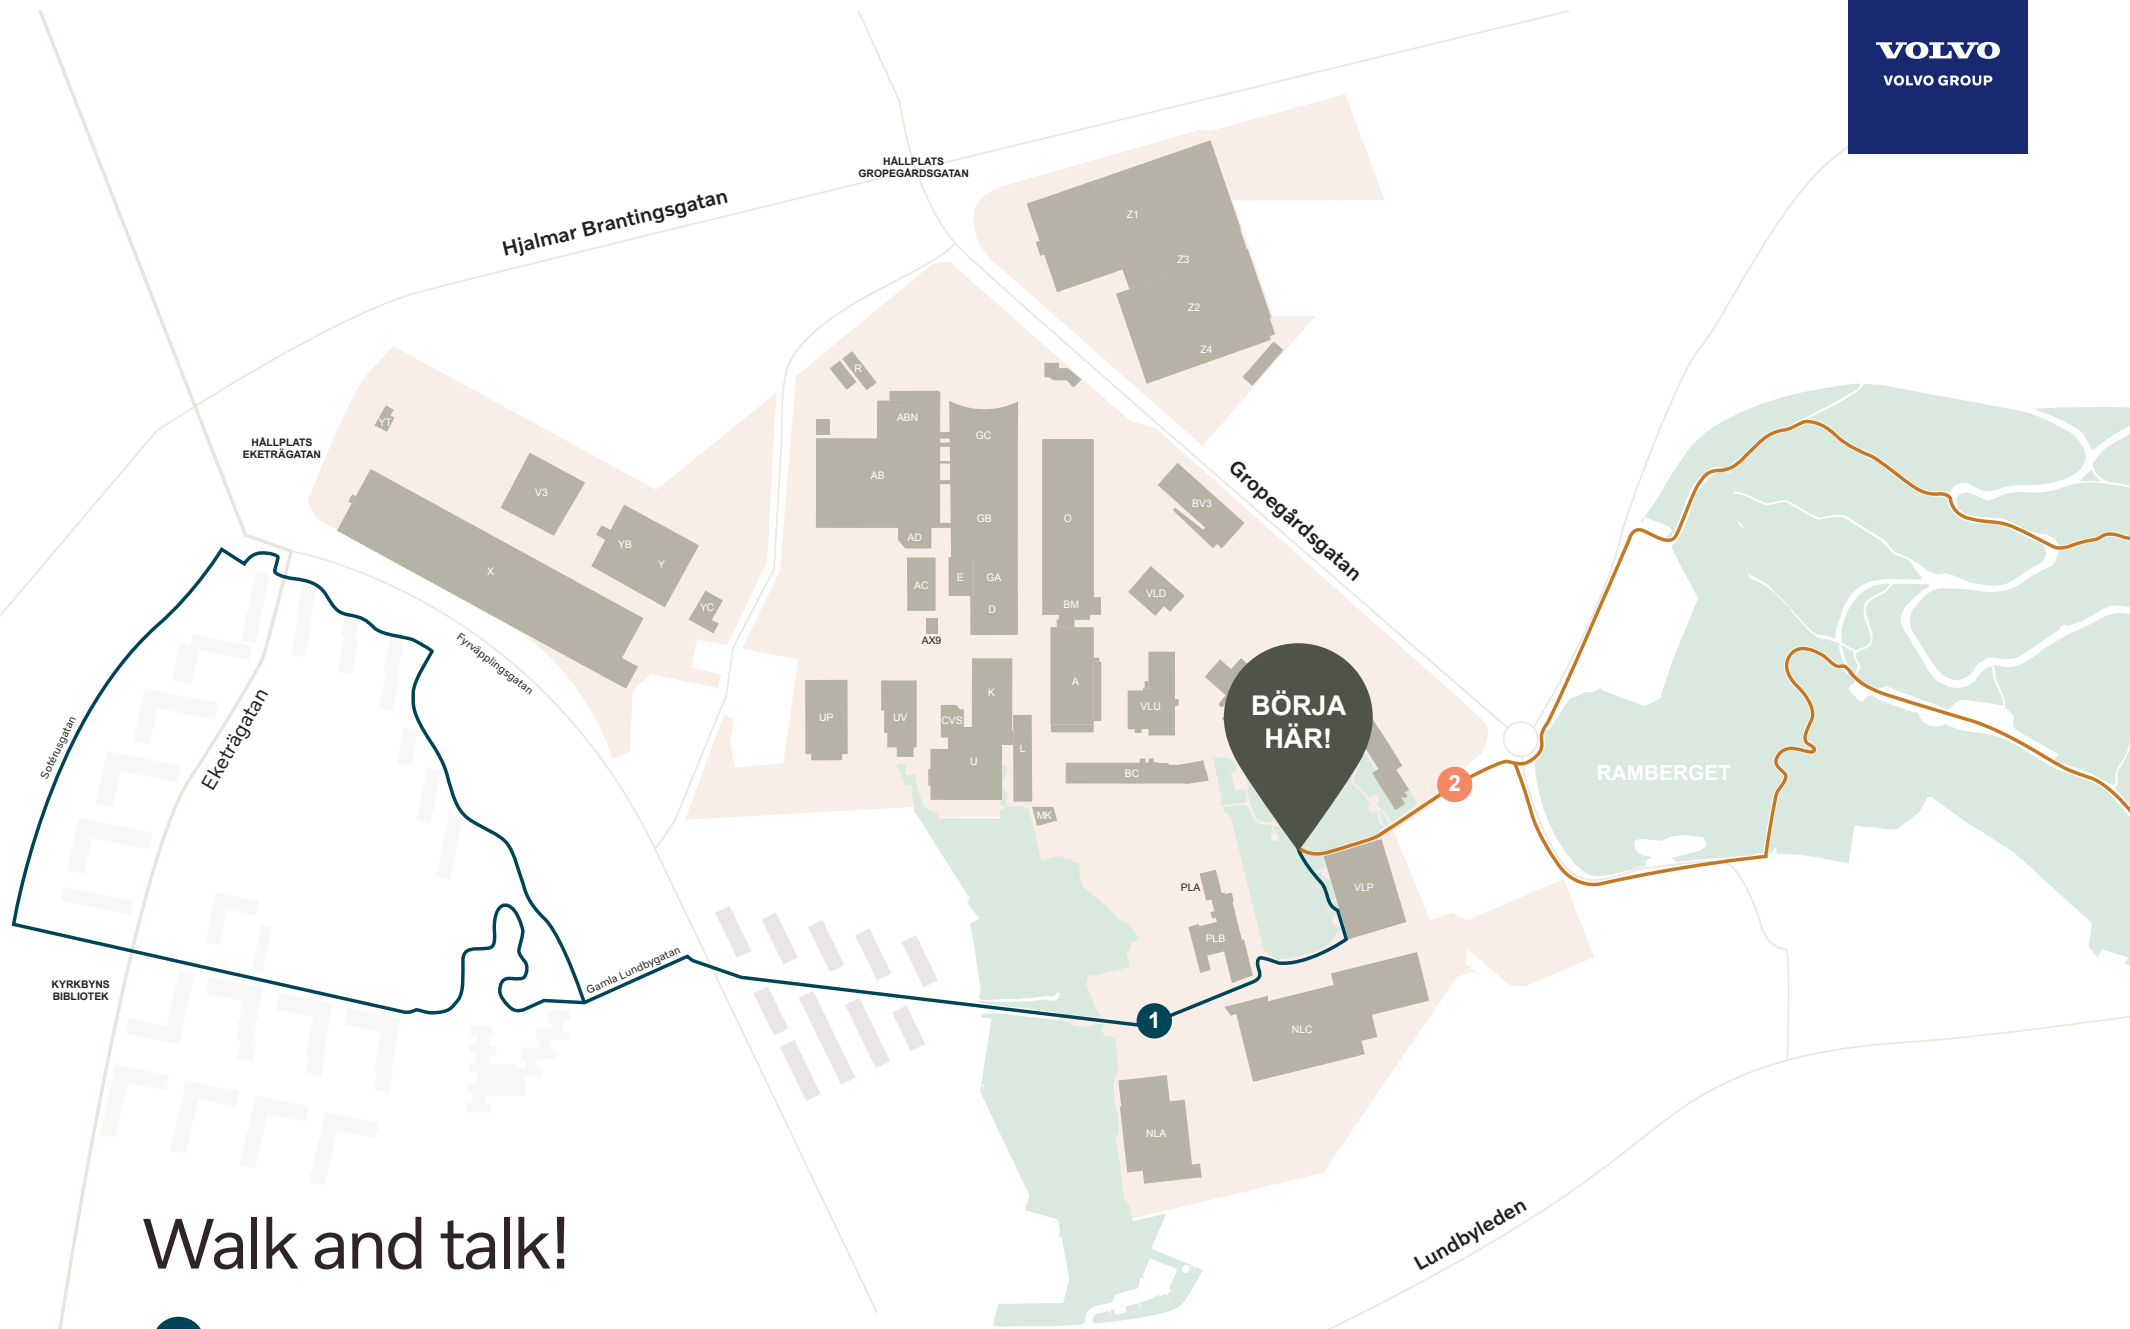 VOLVO
VOLVO GROUP
HÅLLPLATS
GROPEGÅRDSGATAN
Hjalmar Brantingsgatan
Z1
Z3
Z2
Z4
R
YT
ABN
GC
HÅLLPLATS
EKETRÄGATAN
AB
V3
BV3
Gropegårdsgatan
GB
O
AD
YB
Y
X
AC
E
GA
VLD
YC
D
BM
AX9
Fyrväpplingsgatan
K
A
UP
UV
CVS
VLU
BÖRJA
HÄR!
Sotérusgatan
Eketrägatan
L
U
BC
RAMBERGET
2
MK
PLA
VLP
PLB
Gamla Lundbygatan
KYRKBYNS
BIBLIOTEK
1
NLC
NLA
Lundbyleden
Walk and talk!